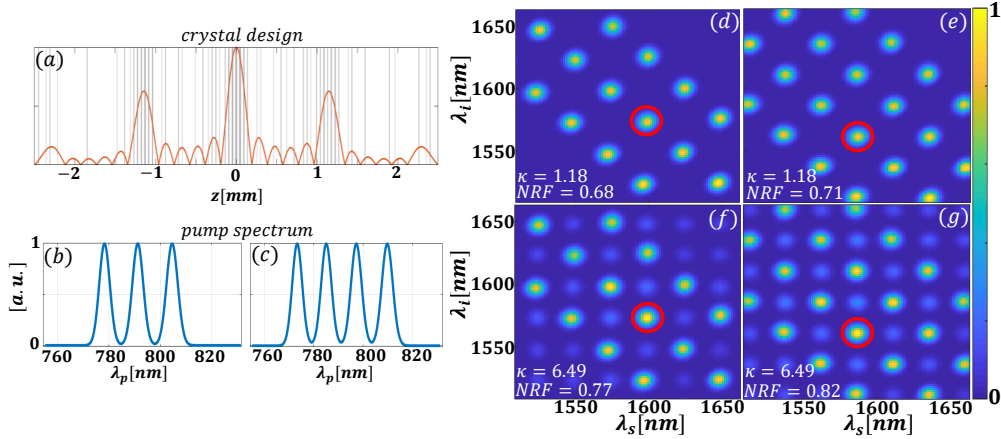 crystal design
(a)
−2
−1
0
1
2
z[mm]
pump spectrum
[a.u.]
1
0
(b)
760
780
800
820
λp[nm]
(c)
760
780
800
820
λp[nm]
λi[nm]
1650
1600
1550
(d)
κ = 1.18
NRF = 0.68
(e)
κ = 1.18
NRF = 0.71
λi[nm]
1650
1600
1550
(f)
κ = 6.49
NRF = 0.77
1550
1600
1650
λs[nm]
(g)
κ = 6.49
NRF = 0.82
1550
1600
1650
λs[nm]
1
0